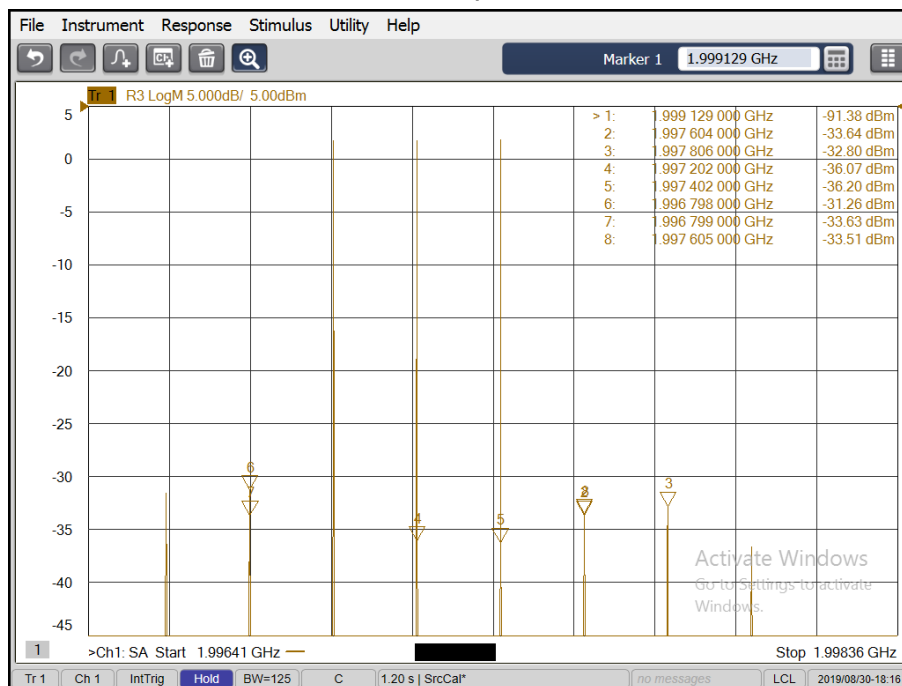 File Instrument Response Stimulus Utility Help
Marker 1 1.999129 GHz
Tr 1 R3 LogM 5.000dB/ 5.00dBm
5
0
-5
-10
-15
-20
-25
-30
-35
-40
-45
> 1: 1.999 129 000 GHz -91.38 dBm
2: 1.997 604 000 GHz -33.64 dBm
3: 1.997 806 000 GHz -32.80 dBm
4: 1.997 202 000 GHz -36.07 dBm
5: 1.997 402 000 GHz -36.20 dBm
6: 1.996 798 000 GHz -31.26 dBm
7: 1.996 799 000 GHz -33.63 dBm
8: 1.997 605 000 GHz -33.51 dBm
6
4
5
3
Activate Windows
Go to Settings to activate
Windows.
1 >Ch1: SA Start 1.99641 GHz Stop 1.99836 GHz
Tr 1 Ch 1 IntTrig Hold BW=125 C 1.20 s | SrcCal* no messages LCL 2019/08/30-18:16